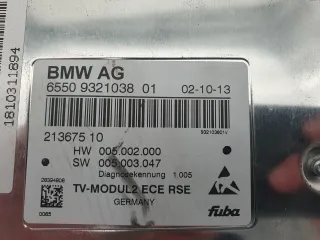 1810311894
BMW AG
6550 9321038 01 02-10-13
213675 10
HW 005.002.000
SW 005.003.047
Diagnosekennung 1.005
TV-MODUL2 ECE RSE
GERMANY
0065
fuba